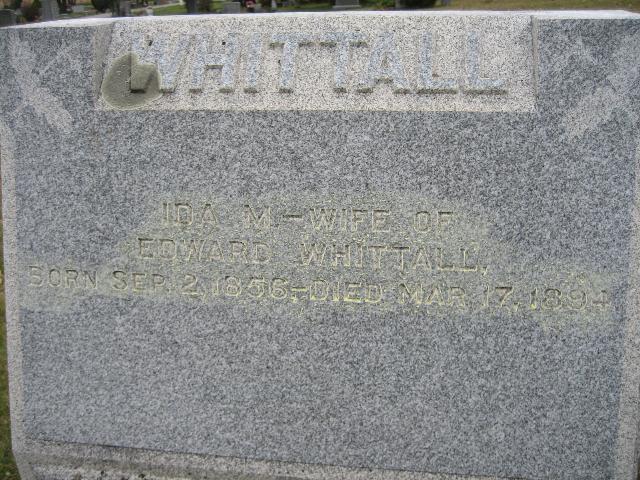 WHITTALL
IDA M.-WIFE OF
EDWARD WHITTALL,
BORN SEP. 2, 1856,-DIED MAR. 17, 1894